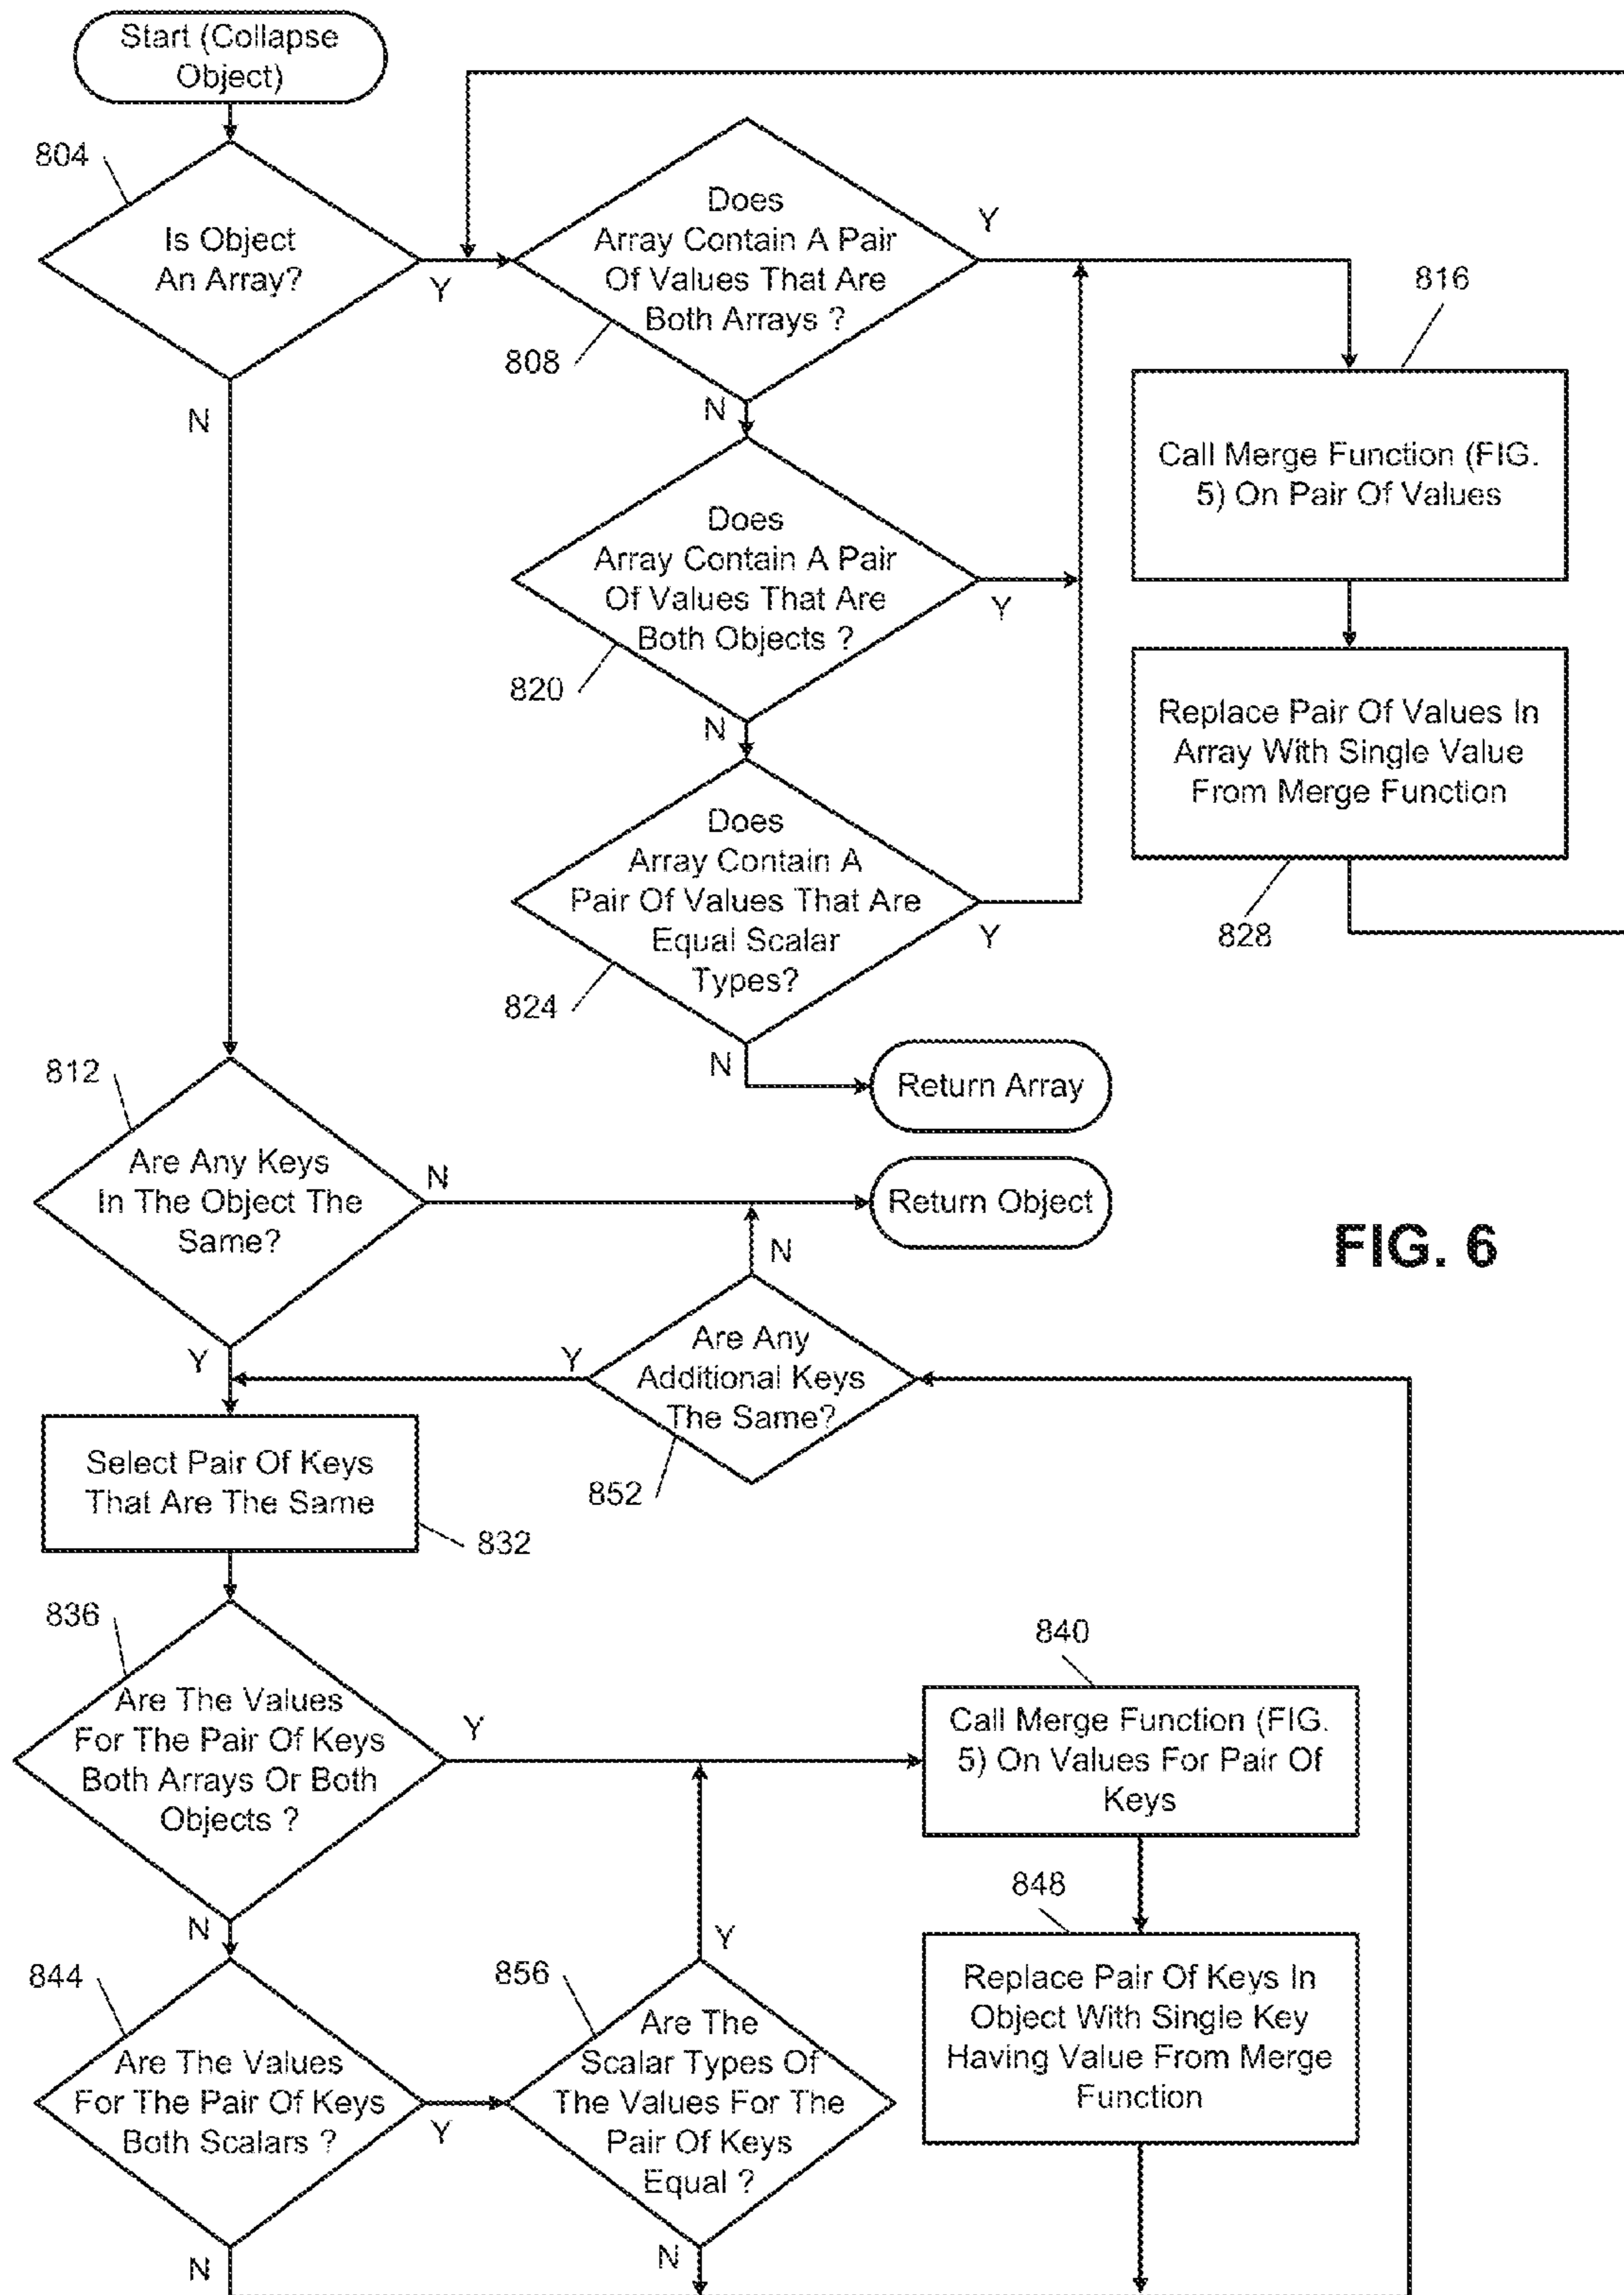 Start (Collapse
Object)
804
Is Object
An Array?
Y
N
Does
Array Contain A Pair
Of Values That Are
Both Arrays ?
808
Y
N
816
Call Merge Function (FIG.
5) On Pair Of Values
Does
Array Contain A Pair
Of Values That Are
Both Objects ?
820
Y
N
Replace Pair Of Values In
Array With Single Value
From Merge Function
828
Does
Array Contain A
Pair Of Values That Are
Equal Scalar
Types?
824
Y
N
Return Array
812
Are Any Keys
In The Object The
Same?
N
Return Object
Y
FIG. 6
N
Are Any
Additional Keys
The Same?
Y
852
Select Pair Of Keys
That Are The Same
832
836
Are The Values
For The Pair Of Keys
Both Arrays Or Both
Objects ?
Y
N
840
Call Merge Function (FIG.
5) On Values For Pair Of
Keys
848
Replace Pair Of Keys In
Object With Single Key
Having Value From Merge
Function
844
Are The Values
For The Pair Of Keys
Both Scalars ?
Y
N
856
Are The
Scalar Types Of
The Values For The
Pair Of Keys
Equal ?
Y
N